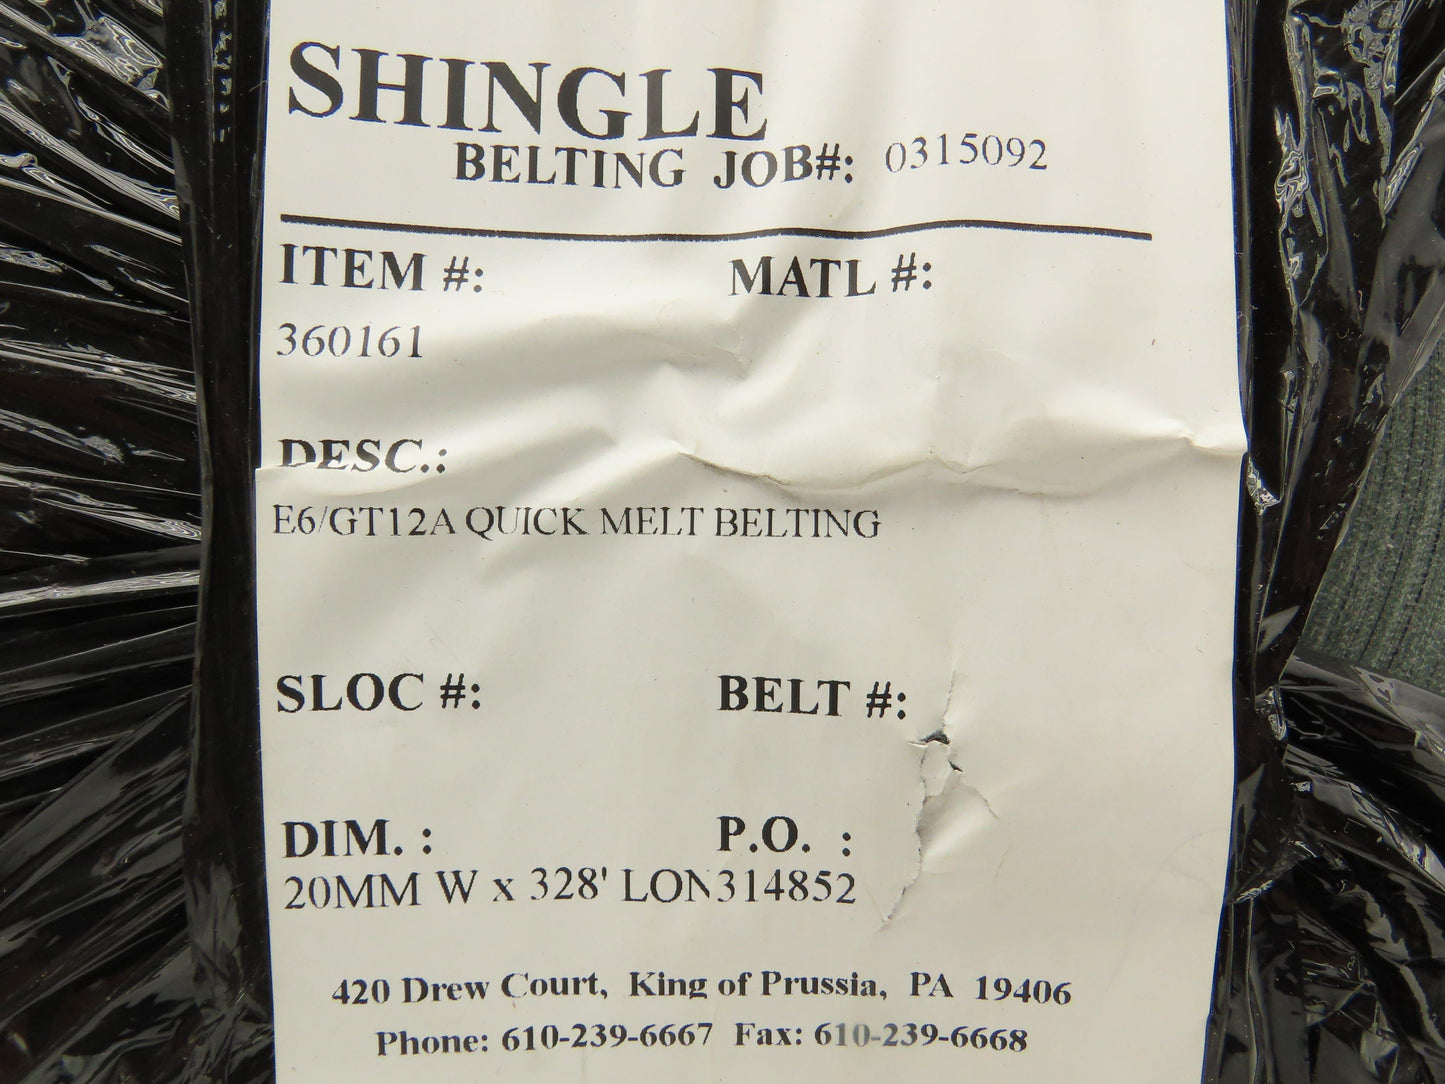 SHINGLE
BELTING JOB#: 0315092
ITEM #: MATL #:
360161
DESC.:
E6/GT12A QUICK MELT BELTING
SLOC #: BELT #:
DIM. : P.O. :
20MM W x 328' LON314852
420 Drew Court, King of Prussia, PA 19406
Phone: 610-239-6667 Fax: 610-239-6668